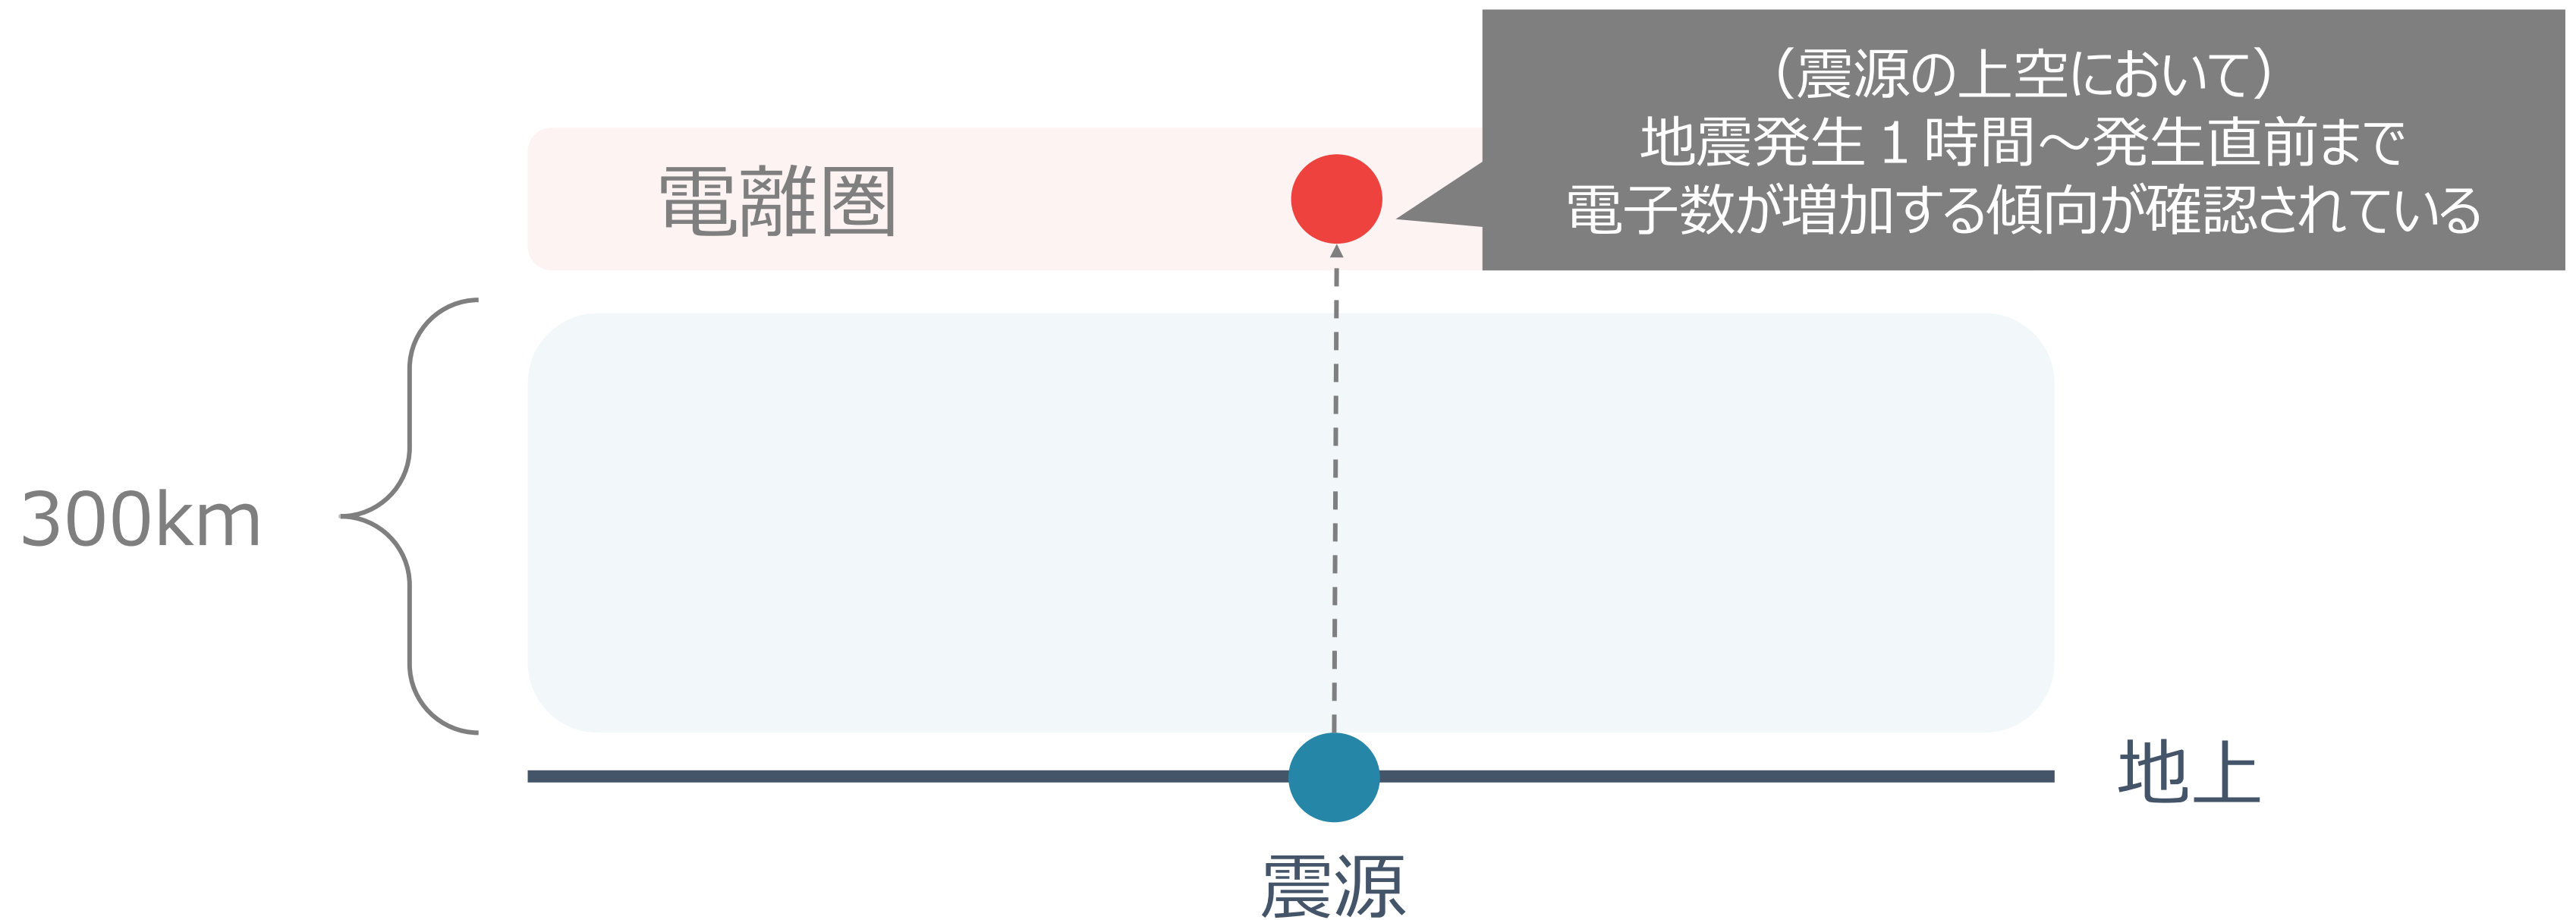 （震源の上空において）
地震発生１時間～発生直前まで
電子数が増加する傾向が確認されている
電離圏
300km
地上
震源